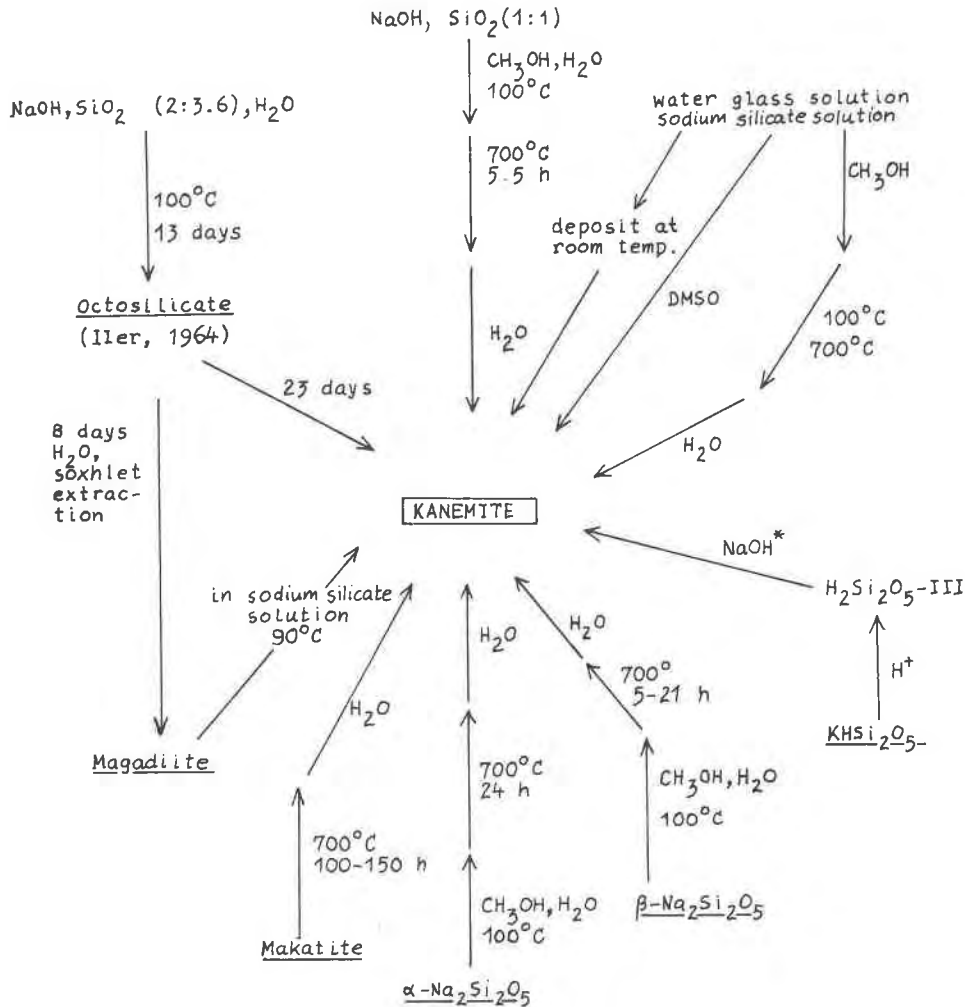 NaOH, SiO₂ (1:1)
CH₃OH, H₂O
100°C
700°C
5-5 h
H₂O
NaOH, SiO₂ (2:3.6), H₂O
100°C
13 days
Octosilicate
(Iler, 1964)
23 days
8 days
H₂O,
soxhlet
extrac-
tion
water glass solution
sodium silicate solution
deposit at
room temp.
DMSO
CH₃OH
100°C
700°C
H₂O
KANEMITE
NaOH*
H₂Si₂O₅-III
H⁺
KHSi₂O₅-
in sodium silicate
solution
90°C
Magadiite
H₂O
700°C
100-150 h
Makatite
H₂O
700°C
24 h
CH₃OH, H₂O
100°C
α-Na₂Si₂O₅
H₂O
700°
5-21 h
CH₃OH, H₂O
100°C
β-Na₂Si₂O₅